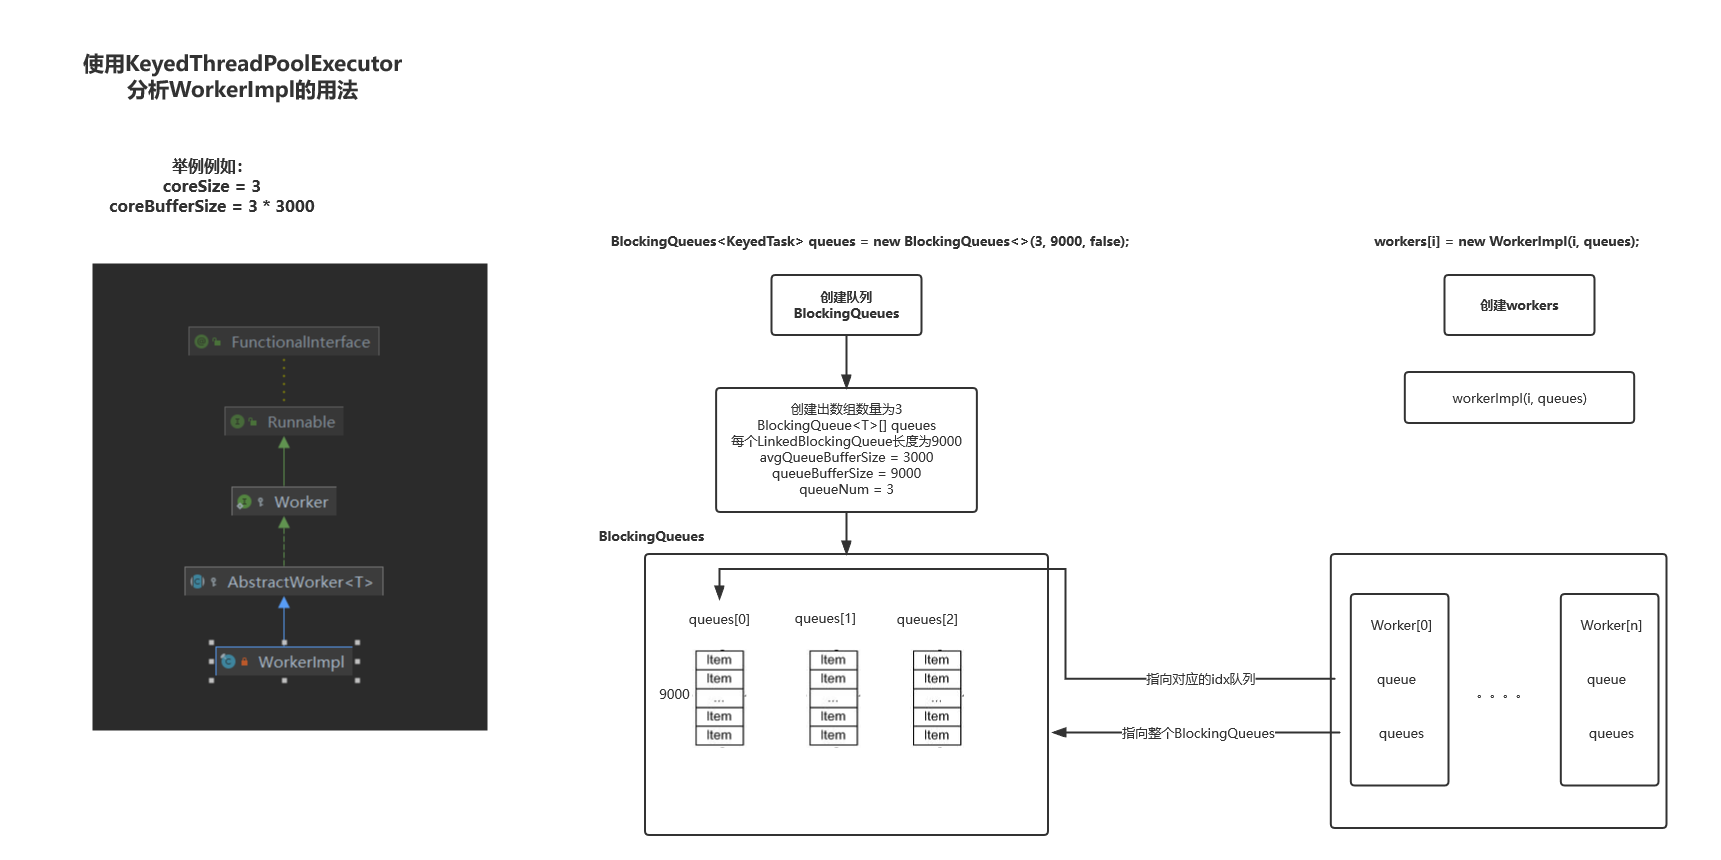 使用KeyedThreadPoolExecutor
分析WorkerImpl的用法
举例例如：
coreSize = 3
coreBufferSize = 3 * 3000
FunctionalInterface
Runnable
Worker
AbstractWorker<T>
WorkerImpl
BlockingQueues<KeyedTask> queues = new BlockingQueues<>(3, 9000, false);
创建队列
BlockingQueues
创建出数组数量为3
BlockingQueue<T>[] queues
每个LinkedBlockingQueue长度为9000
avgQueueBufferSize = 3000
queueBufferSize = 9000
queueNum = 3
BlockingQueues
queues[0]
queues[1]
queues[2]
9000
Item
Item
...
Item
Item
Item
Item
...
Item
Item
Item
Item
...
Item
Item
指向对应的idx队列
指向整个BlockingQueues
workers[i] = new WorkerImpl(i, queues);
创建workers
workerImpl(i, queues)
Worker[0]
queue
queues
。。。。
Worker[n]
queue
queues